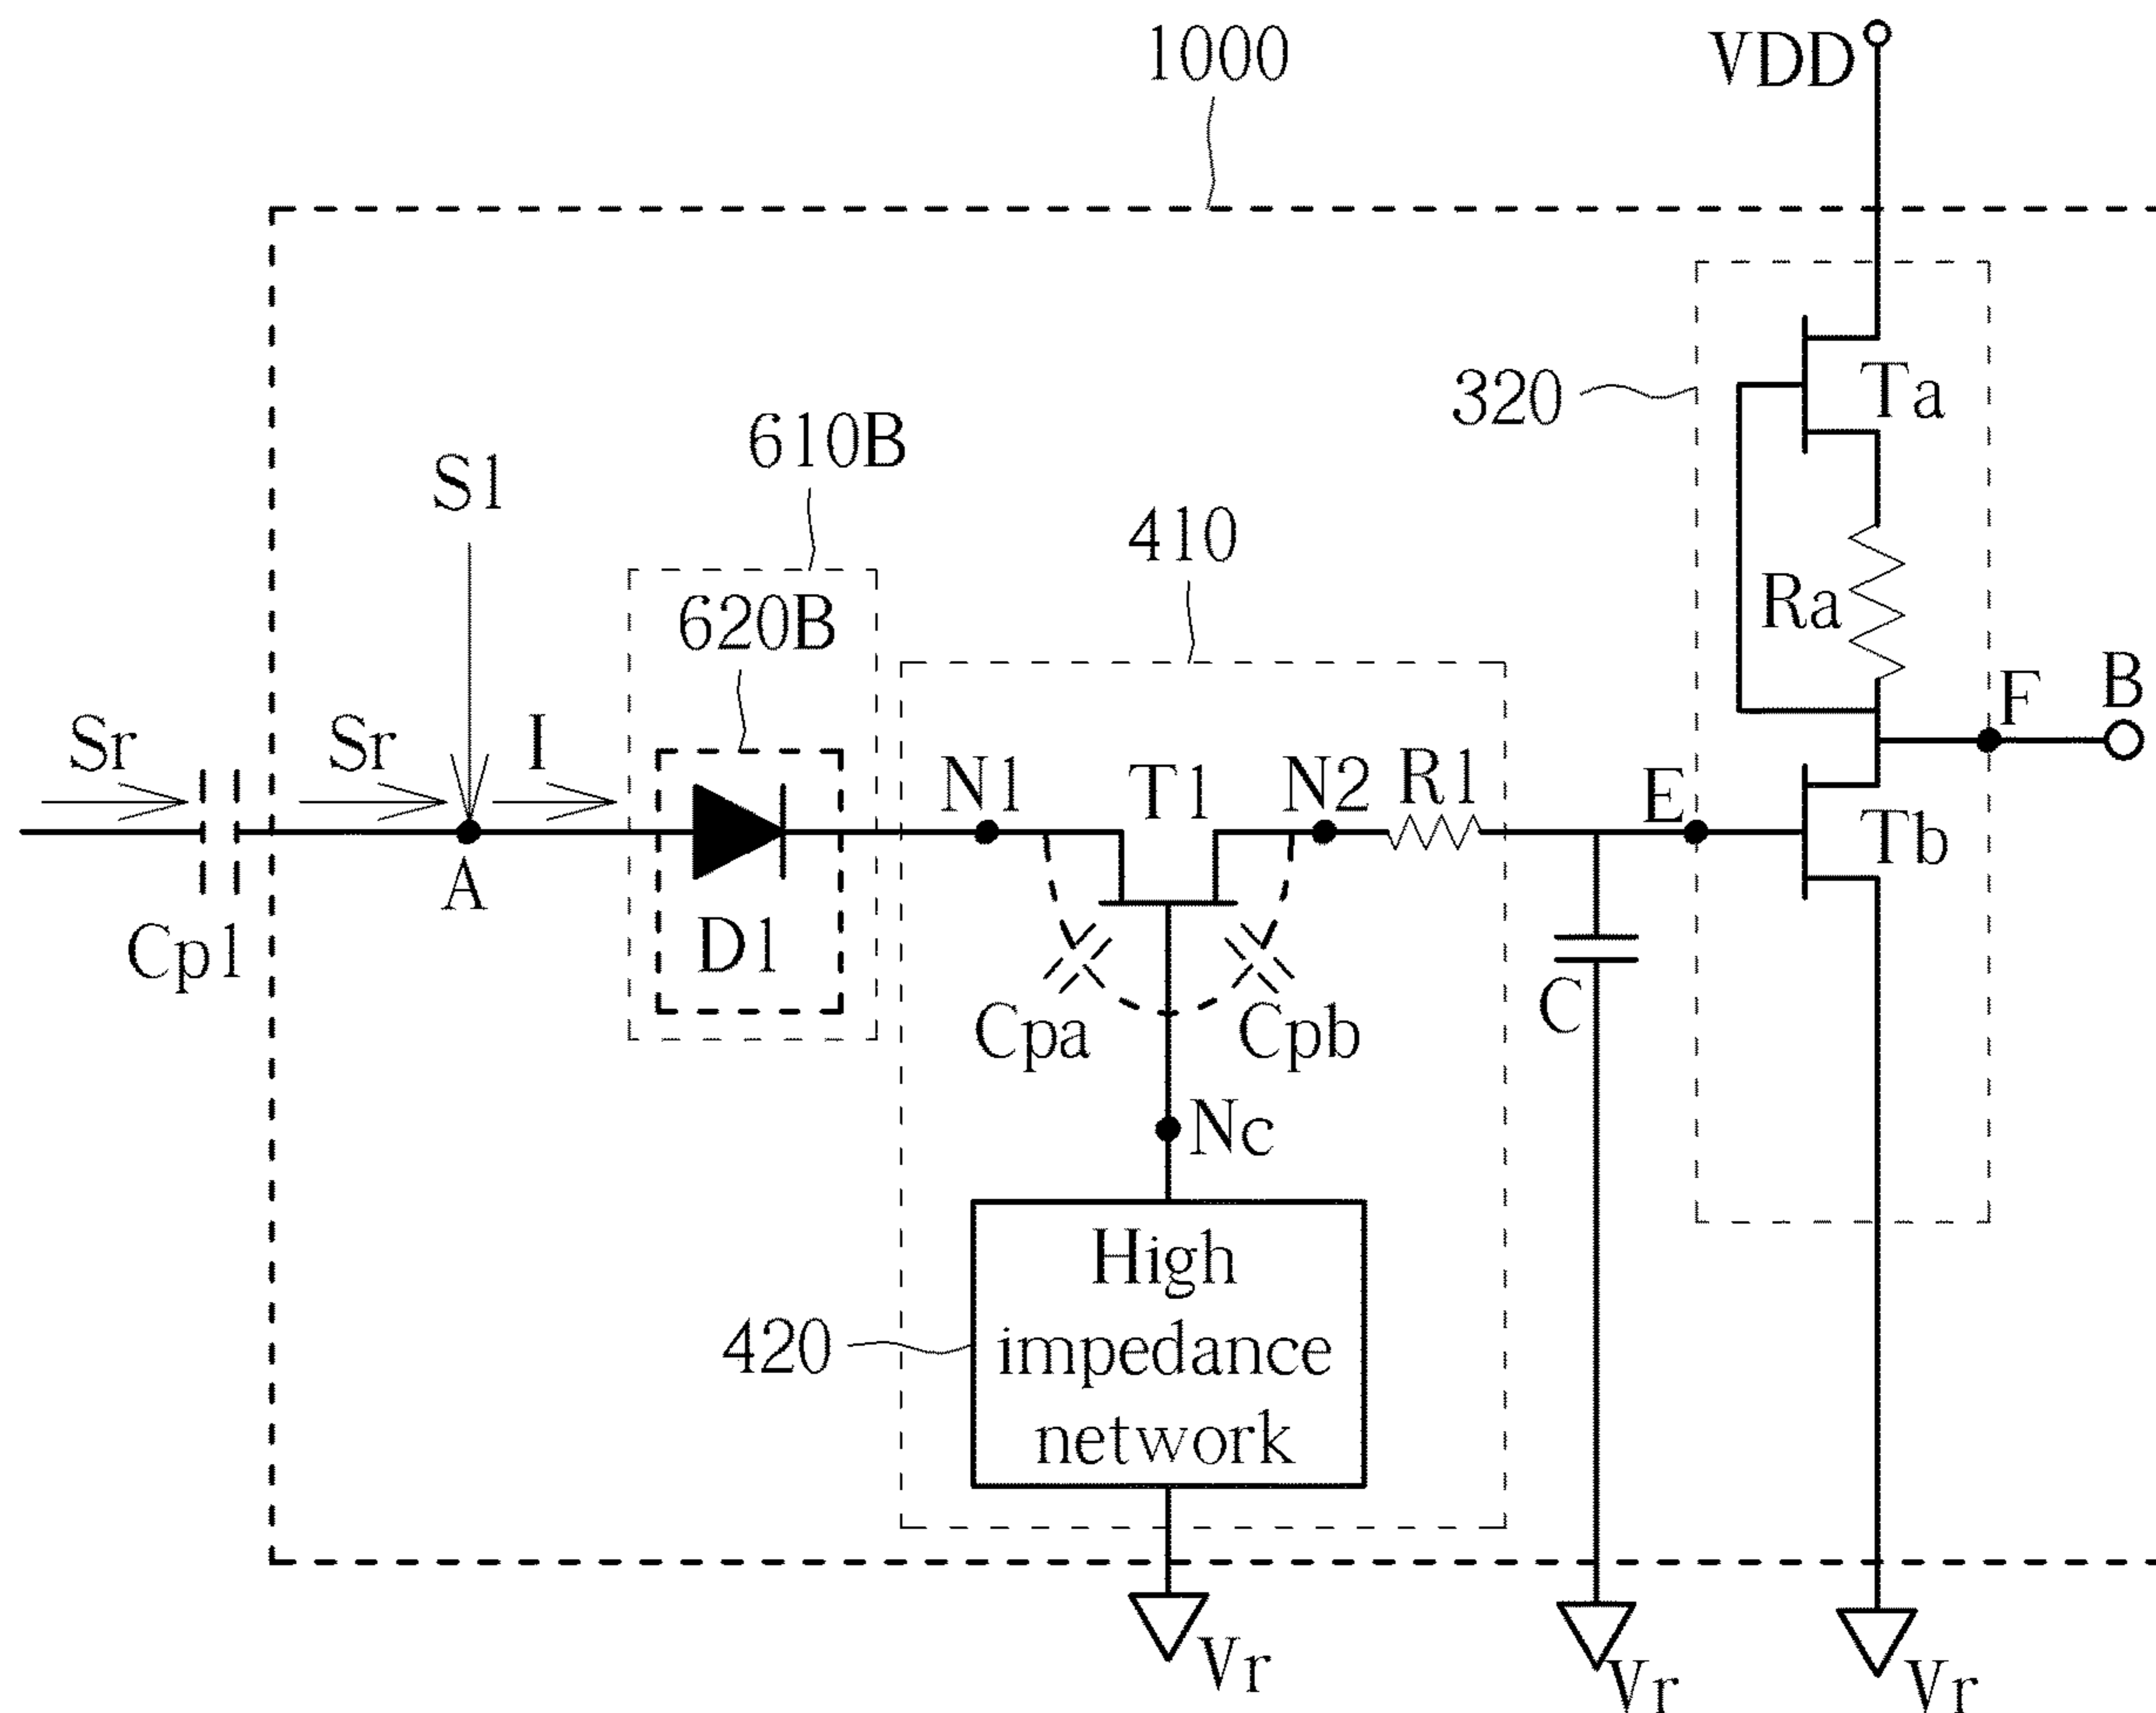 1000
VDD
320
Ta
610B
S1
410
620B
Ra
F
B
Sr
Sr
I
N1
T1
N2
R1
E
Tb
A
Cp1
D1
Cpa
Cpb
C
Nc
High
impedance
network
420
Vr
Vr
Vr